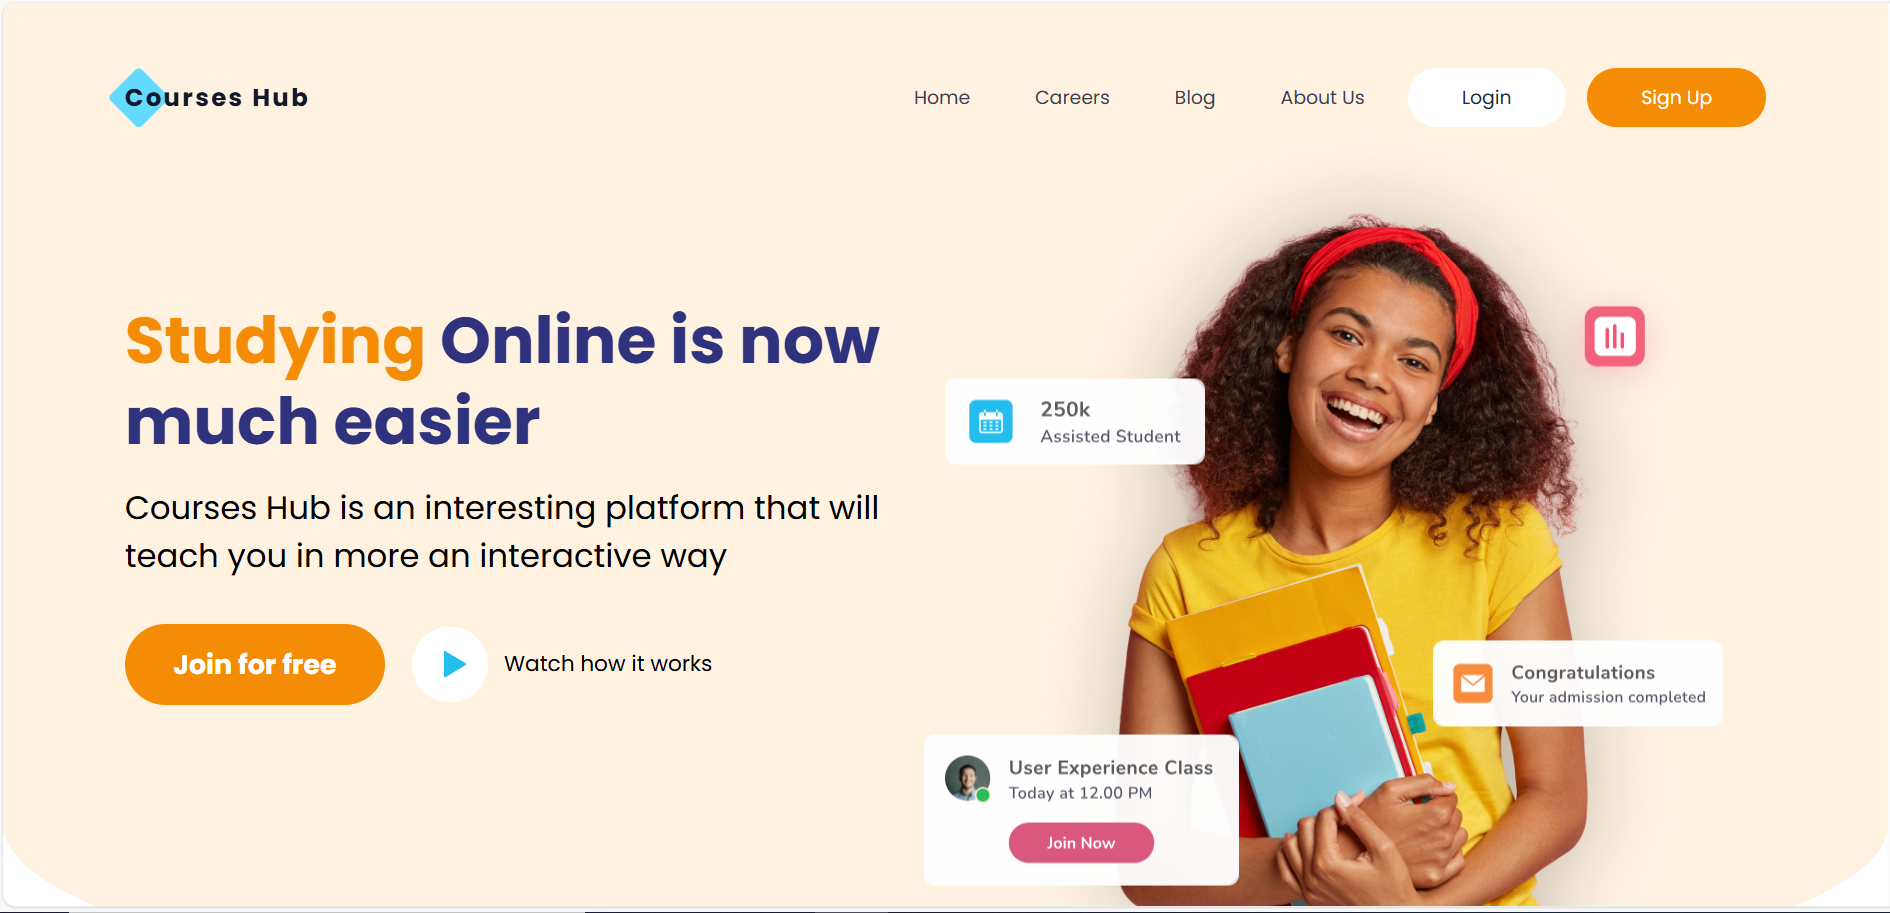 Courses Hub
Home
Careers
Blog
About Us
Login
Sign Up
Studying Online is now
much easier
Courses Hub is an interesting platform that will
teach you in more an interactive way
Join for free
Watch how it works
250k
Assisted Student
Congratulations
Your admission completed
User Experience Class
Today at 12.00 PM
Join Now